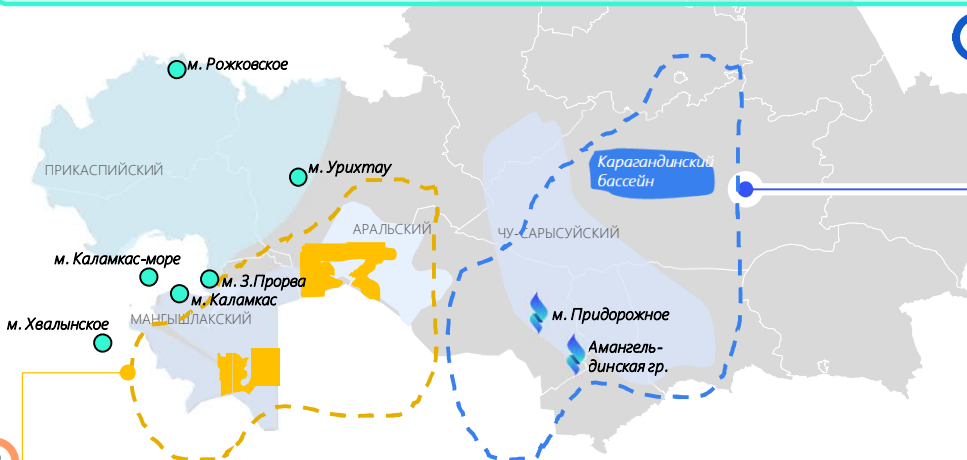 м. Рожковское
ПРИКАСПИЙСКИЙ
м. Урихтау
Карагандинский
бассейн
АРАЛЬСКИЙ
ЧУ-САРЫСУЙСКИЙ
м. Каламкас-море
м. З.Прорва
м. Каламкас
МАНГЫШЛАКСКИЙ
м. Хвалынское
м. Придорожное
Амангель-
динская гр.